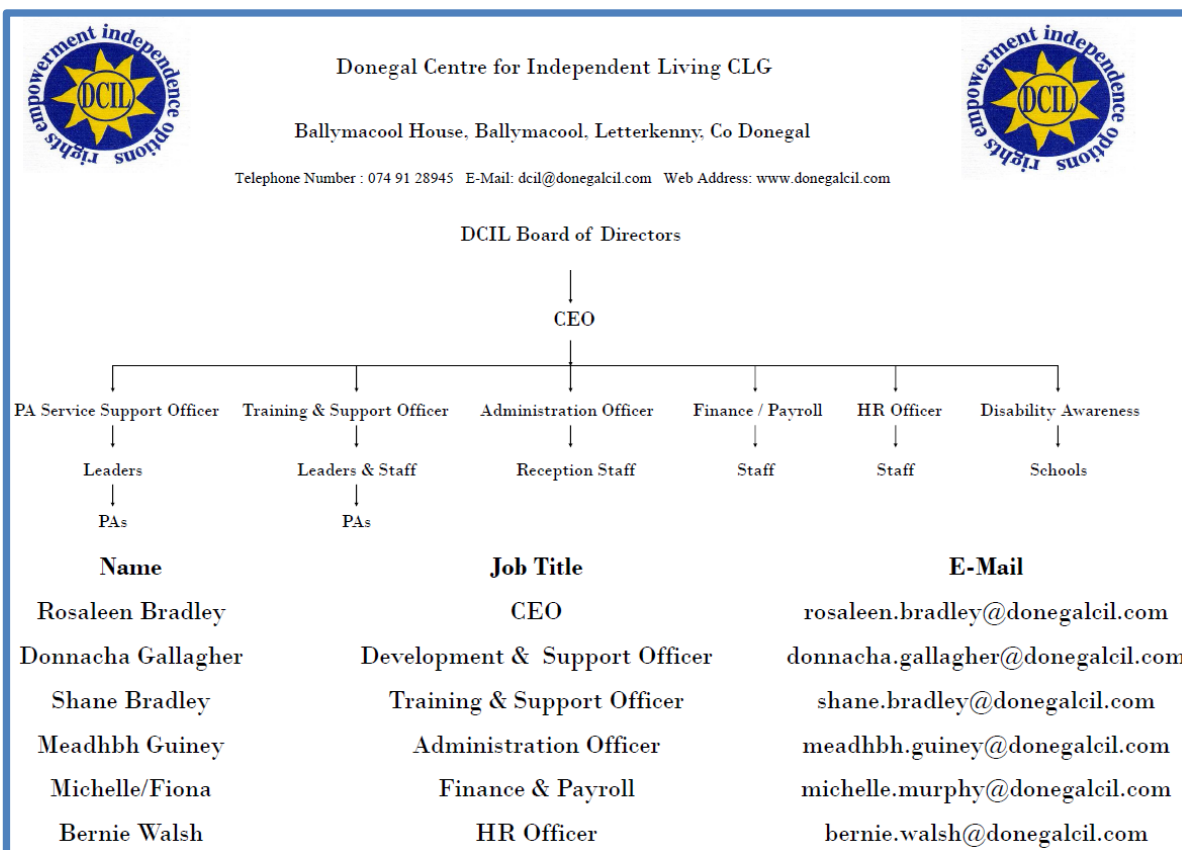 rights empowerment independence options
DCIL
rights empowerment independence options
DCIL
Donegal Centre for Independent Living CLG
Ballymacool House, Ballymacool, Letterkenny, Co Donegal
Telephone Number : 074 91 28945 E-Mail: dcil@donegalcil.com Web Address: www.donegalcil.com
DCIL Board of Directors
CEO
PA Service Support Officer Training & Support Officer Administration Officer Finance / Payroll HR Officer Disability Awareness
Leaders Leaders & Staff Reception Staff Staff Staff Schools
PAs PAs
Name Job Title E-Mail
Rosaleen Bradley CEO rosaleen.bradley@donegalcil.com
Donnacha Gallagher Development & Support Officer donnacha.gallagher@donegalcil.com
Shane Bradley Training & Support Officer shane.bradley@donegalcil.com
Meadhbh Guiney Administration Officer meadhbh.guiney@donegalcil.com
Michelle/Fiona Finance & Payroll michelle.murphy@donegalcil.com
Bernie Walsh HR Officer bernie.walsh@donegalcil.com